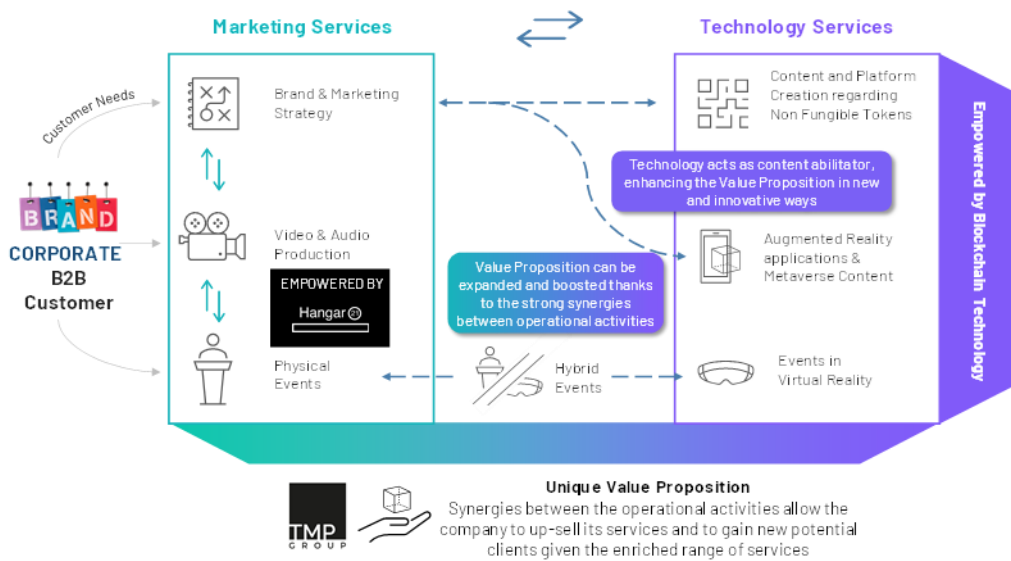 Marketing Services
Technology Services
Customer Needs
BRAND
CORPORATE
B2B
Customer
Brand & Marketing
Strategy
Video & Audio
Production
EMPOWERED BY
Hangar 21
Physical
Events
Value Proposition can be
expanded and boosted thanks
to the strong synergies
between operational activities
Hybrid
Events
Content and Platform
Creation regarding
Non Fungible Tokens
Technology acts as content abilitator,
enhancing the Value Proposition in new
and innovative ways
Augmented Reality
applications &
Metaverse Content
Events in
Virtual Reality
Empowered by Blockchain Technology
TMP
GROUP
Unique Value Proposition
Synergies between the operational activities allow the
company to up-sell its services and to gain new potential
clients given the enriched range of services